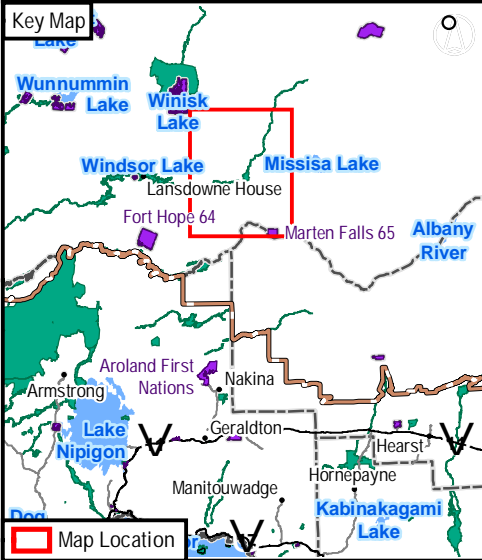 Key Map
Lake
Wunnummin
Lake
Winisk
Lake
Windsor Lake
Missisa Lake
Lansdowne House
Fort Hope 64
Marten Falls 65
Albany
River
Aroland First
Nations
Nakina
Armstrong
Lake
Nipigon
Geraldton
Hearst
Hornepayne
Manitouwadge
Kabinakagami
Lake
Dog
Map Location